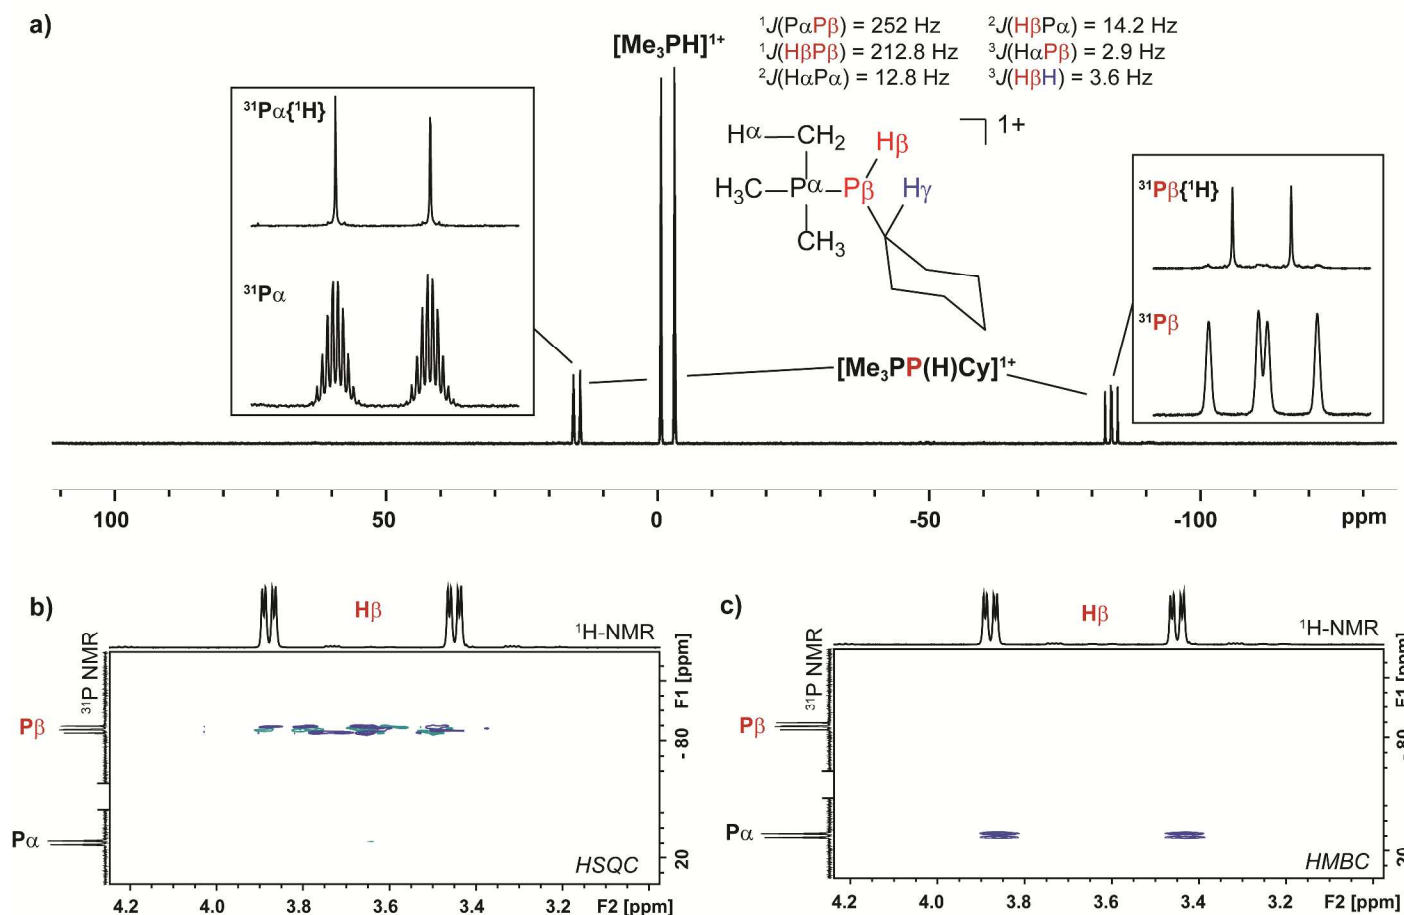 a)
[Me₃PH]¹⁺
¹J(PαPβ) = 252 Hz
²J(HβPα) = 14.2 Hz
¹J(HβPβ) = 212.8 Hz
³J(HαPβ) = 2.9 Hz
²J(HαPα) = 12.8 Hz
³J(HβH) = 3.6 Hz
³¹Pα{¹H}
³¹Pα
Hα CH₂ Hβ 1+
H₃C Pα Pβ Hγ
CH₃
³¹Pβ{¹H}
³¹Pβ
[Me₃PP(H)Cy]¹⁺
100 50 0 -50 -100 ppm
b)
Hβ
¹H-NMR
³¹P NMR
F1 [ppm]
Pβ
- 80
Pα
20
HSQC
4.2 4.0 3.8 3.6 3.4 3.2 F2 [ppm]
c)
Hβ
¹H-NMR
³¹P NMR
F1 [ppm]
Pβ
- 80
Pα
20
HMBC
4.2 4.0 3.8 3.6 3.4 3.2 F2 [ppm]